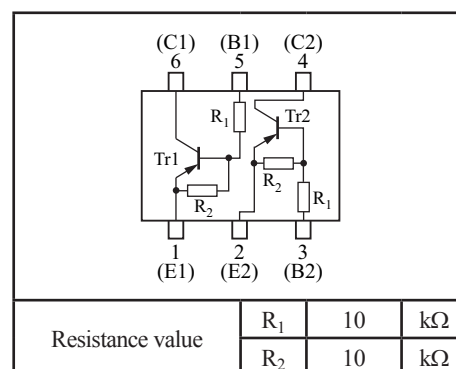 (C1) (B1) (C2)
6 5 4
R1
Tr2
Tr1
R2
R2
R1
1 2 3
(E1) (E2) (B2)
Resistance value R1 10 kΩ
R2 10 kΩ